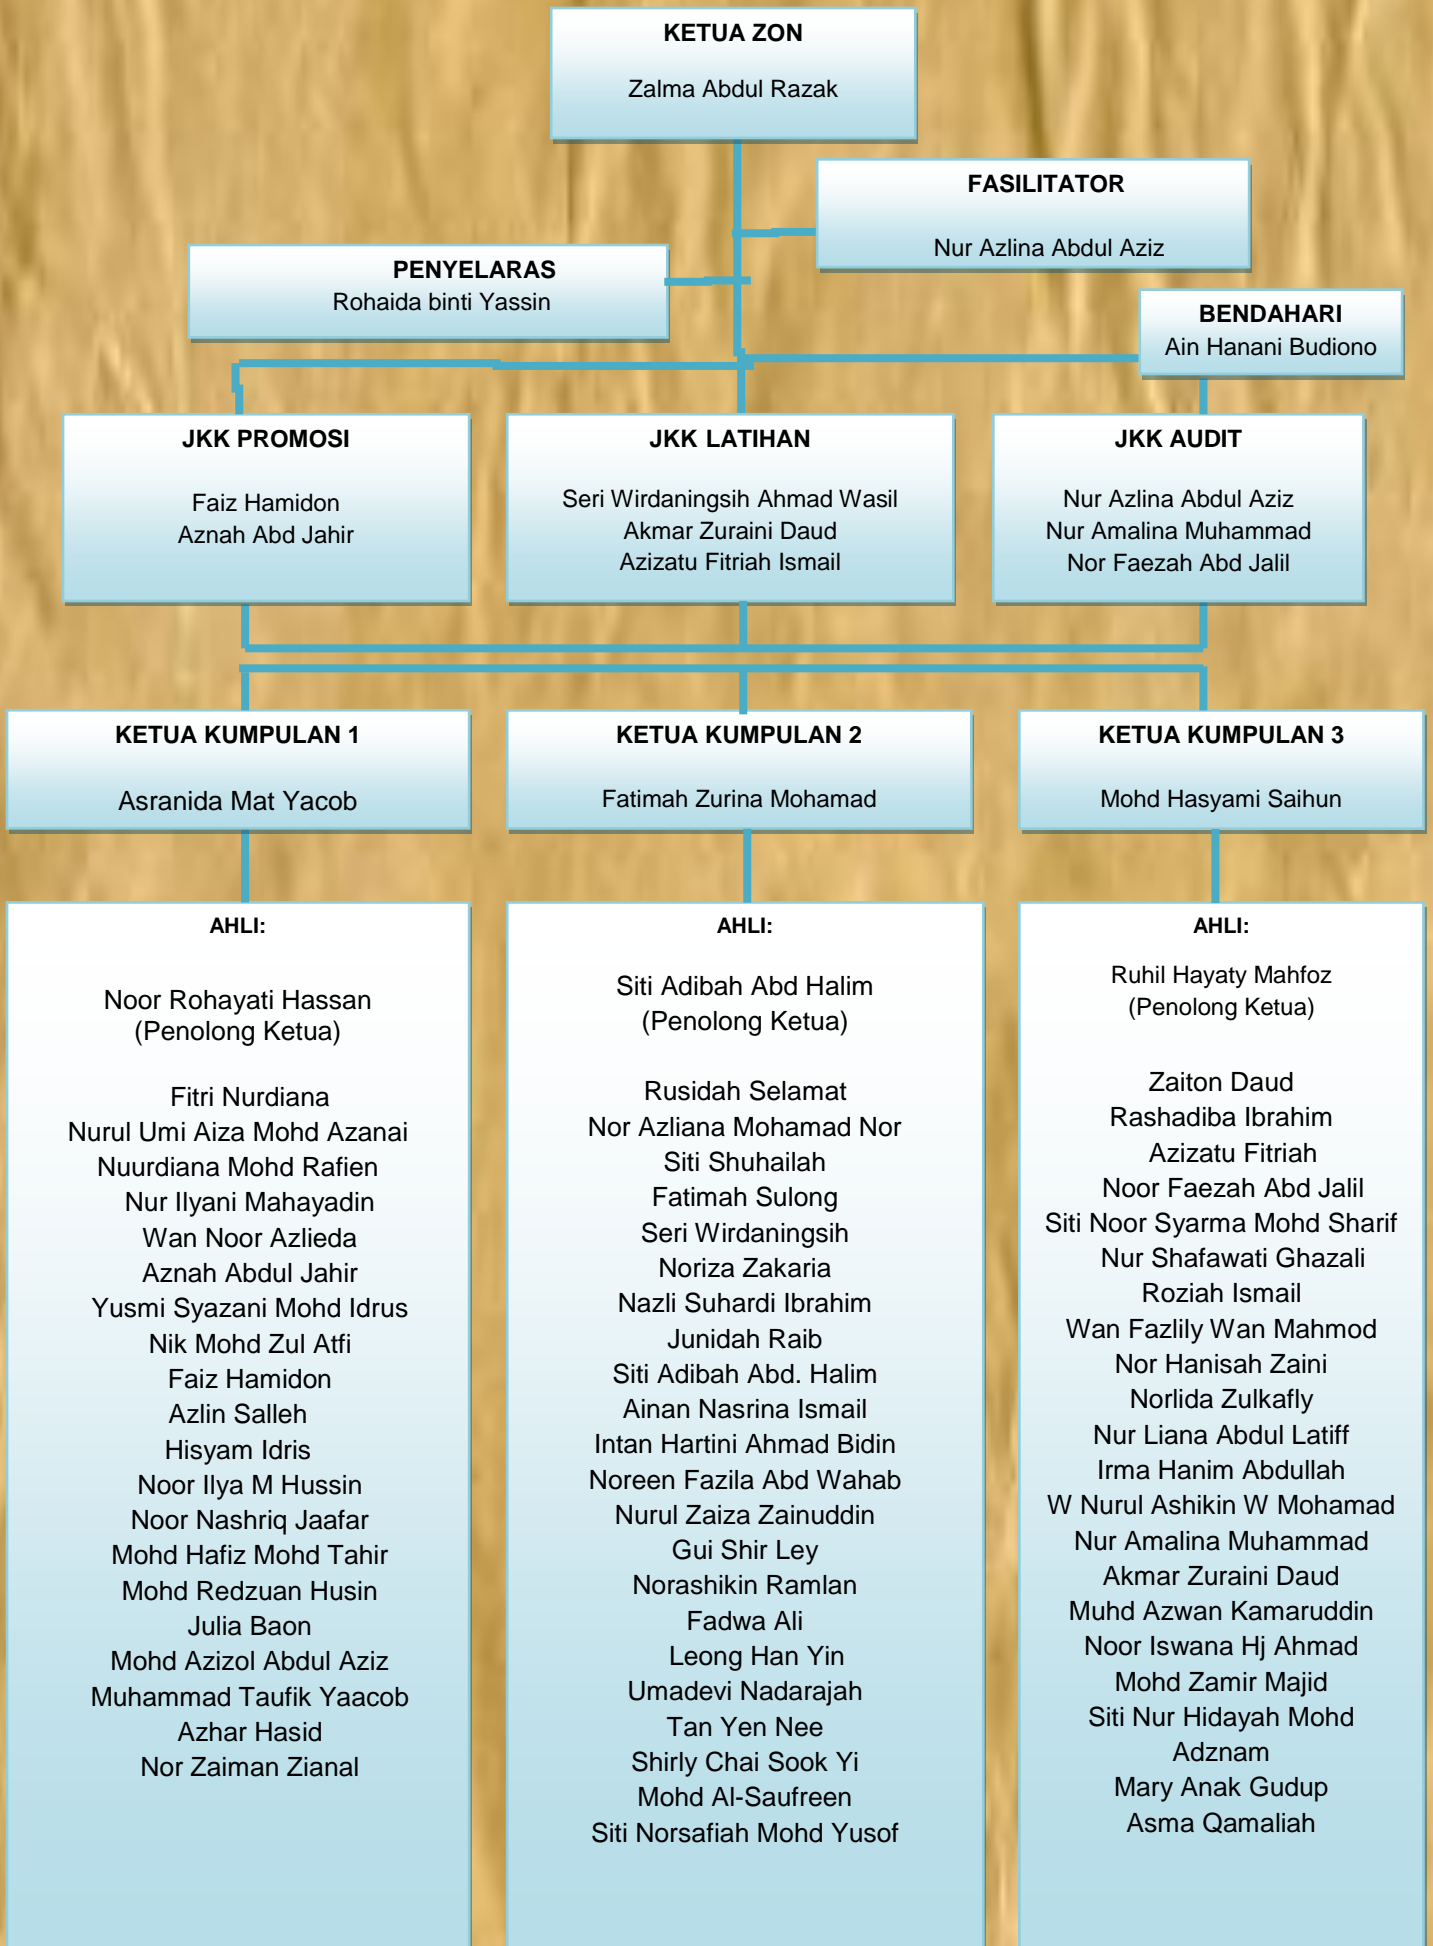 KETUA ZON
Zalma Abdul Razak
FASILITATOR
Nur Azlina Abdul Aziz
PENYELARAS
Rohaida binti Yassin
BENDAHARI
Ain Hanani Budiono
JKK PROMOSI
Faiz Hamidon
Aznah Abd Jahir
JKK LATIHAN
Seri Wirdaningsih Ahmad Wasil
Akmar Zuraini Daud
Azizatu Fitriah Ismail
JKK AUDIT
Nur Azlina Abdul Aziz
Nur Amalina Muhammad
Nor Faezah Abd Jalil
KETUA KUMPULAN 1
Asranida Mat Yacob
KETUA KUMPULAN 2
Fatimah Zurina Mohamad
KETUA KUMPULAN 3
Mohd Hasyami Saihun
AHLI:
Noor Rohayati Hassan
(Penolong Ketua)
Fitri Nurdiana
Nurul Umi Aiza Mohd Azanai
Nuurdiana Mohd Rafien
Nur Ilyani Mahayadin
Wan Noor Azlieda
Aznah Abdul Jahir
Yusmi Syazani Mohd Idrus
Nik Mohd Zul Atfi
Faiz Hamidon
Azlin Salleh
Hisyam Idris
Noor Ilya M Hussin
Noor Nashriq Jaafar
Mohd Hafiz Mohd Tahir
Mohd Redzuan Husin
Julia Baon
Mohd Azizol Abdul Aziz
Muhammad Taufik Yaacob
Azhar Hasid
Nor Zaiman Zianal
AHLI:
Siti Adibah Abd Halim
(Penolong Ketua)
Rusidah Selamat
Nor Azliana Mohamad Nor
Siti Shuhailah
Fatimah Sulong
Seri Wirdaningsih
Noriza Zakaria
Nazli Suhardi Ibrahim
Junidah Raib
Siti Adibah Abd. Halim
Ainan Nasrina Ismail
Intan Hartini Ahmad Bidin
Noreen Fazila Abd Wahab
Nurul Zaiza Zainuddin
Gui Shir Ley
Norashikin Ramlan
Fadwa Ali
Leong Han Yin
Umadevi Nadarajah
Tan Yen Nee
Shirly Chai Sook Yi
Mohd Al-Saufreen
Siti Norsafiah Mohd Yusof
AHLI:
Ruhil Hayaty Mahfoz
(Penolong Ketua)
Zaiton Daud
Rashadiba Ibrahim
Azizatu Fitriah
Noor Faezah Abd Jalil
Siti Noor Syarma Mohd Sharif
Nur Shafawati Ghazali
Roziah Ismail
Wan Fazlily Wan Mahmod
Nor Hanisah Zaini
Norlida Zulkafly
Nur Liana Abdul Latiff
Irma Hanim Abdullah
W Nurul Ashikin W Mohamad
Nur Amalina Muhammad
Akmar Zuraini Daud
Muhd Azwan Kamaruddin
Noor Iswana Hj Ahmad
Mohd Zamir Majid
Siti Nur Hidayah Mohd
Adznam
Mary Anak Gudup
Asma Qamaliah